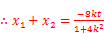 ∴ x₁ + x₂ = −8kt / (1+4k²)